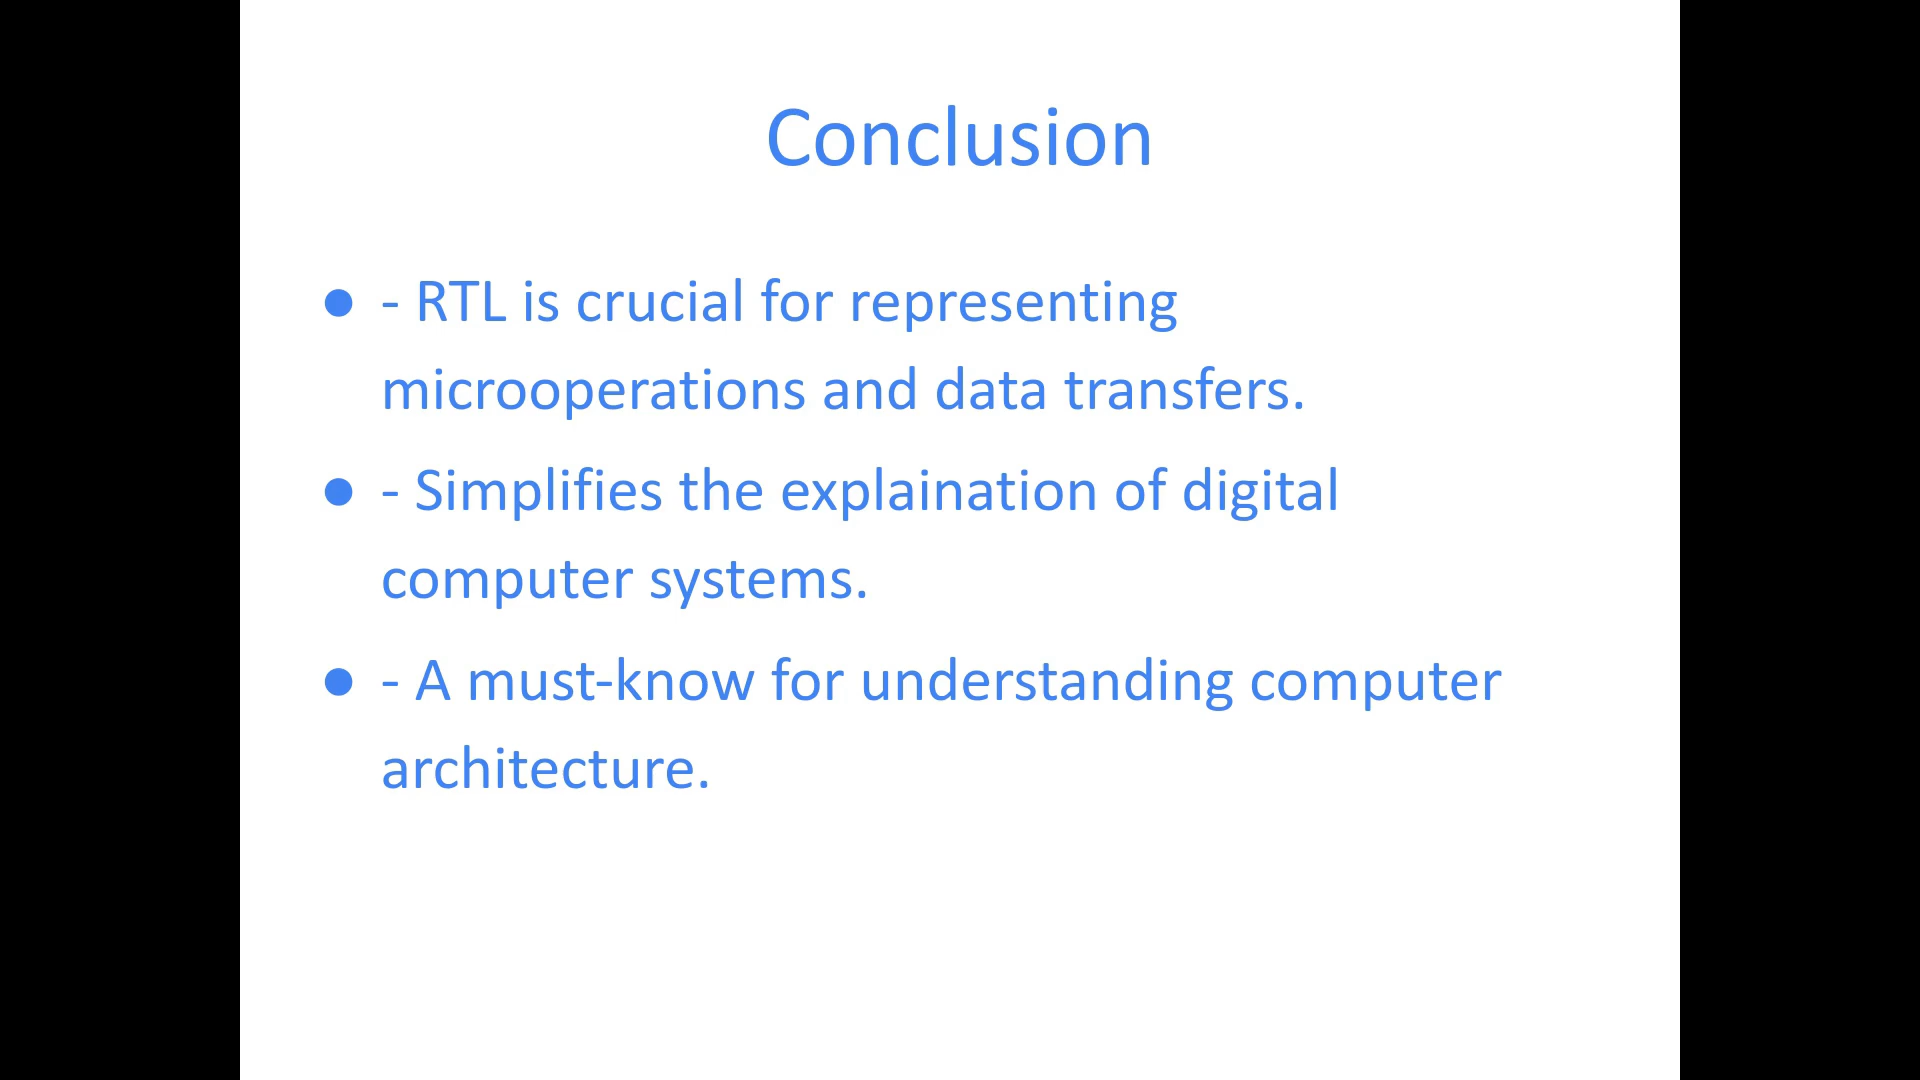 Conclusion
● - RTL is crucial for representing
microoperations and data transfers.
● - Simplifies the explaination of digital
computer systems.
● - A must-know for understanding computer
architecture.